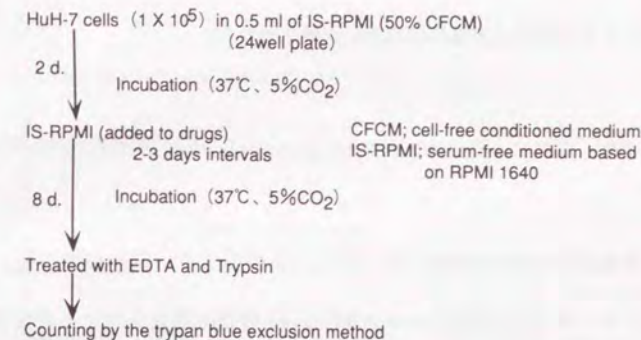 HuH-7 cells (1 X 10⁵) in 0.5 ml of IS-RPMI (50% CFCM)
(24well plate)
2 d.
Incubation (37℃、5%CO₂)
IS-RPMI (added to drugs)
2-3 days intervals
CFCM; cell-free conditioned medium
IS-RPMI; serum-free medium based
on RPMI 1640
8 d.
Incubation (37℃、5%CO₂)
Treated with EDTA and Trypsin
Counting by the trypan blue exclusion method